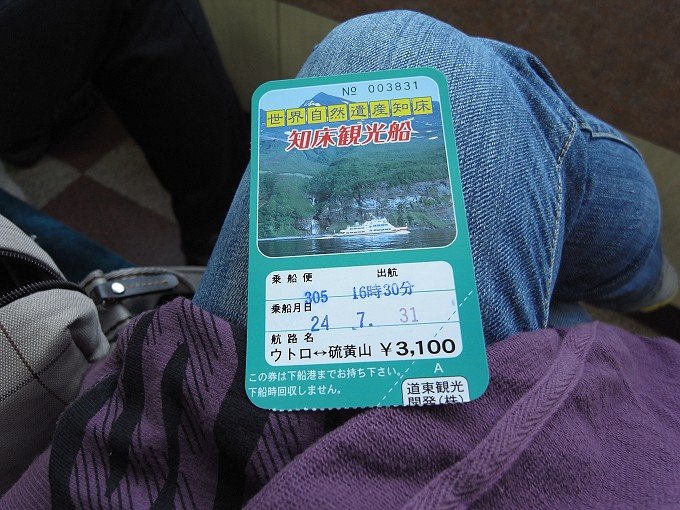 № 003831
世界自然遺産知床
知床観光船
乗船便 出航
305 16時30分
乗船月日
24 7. 31
航路名
ウトロ↔硫黄山 ¥3,100
この券は下船港までお持ち下さい。
下船時回収しません。
A
道東観光
開発(株)